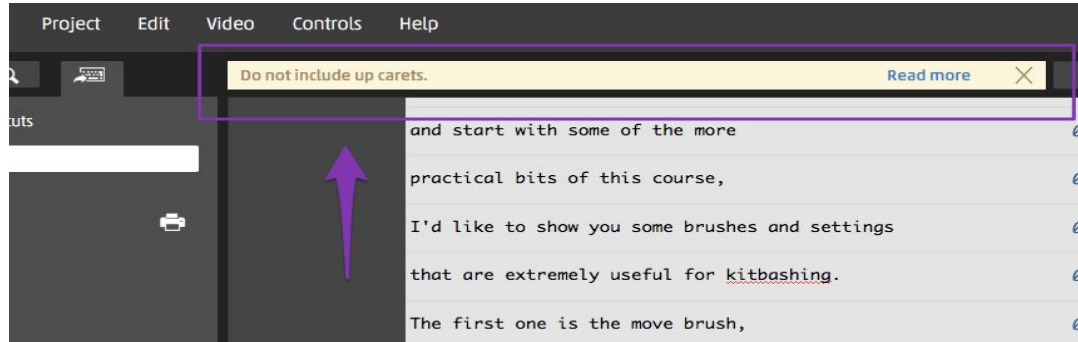 Project Edit Video Controls Help
Do not include up carets. Read more
cuts
and start with some of the more
practical bits of this course,
I'd like to show you some brushes and settings
that are extremely useful for kitbashing.
The first one is the move brush,